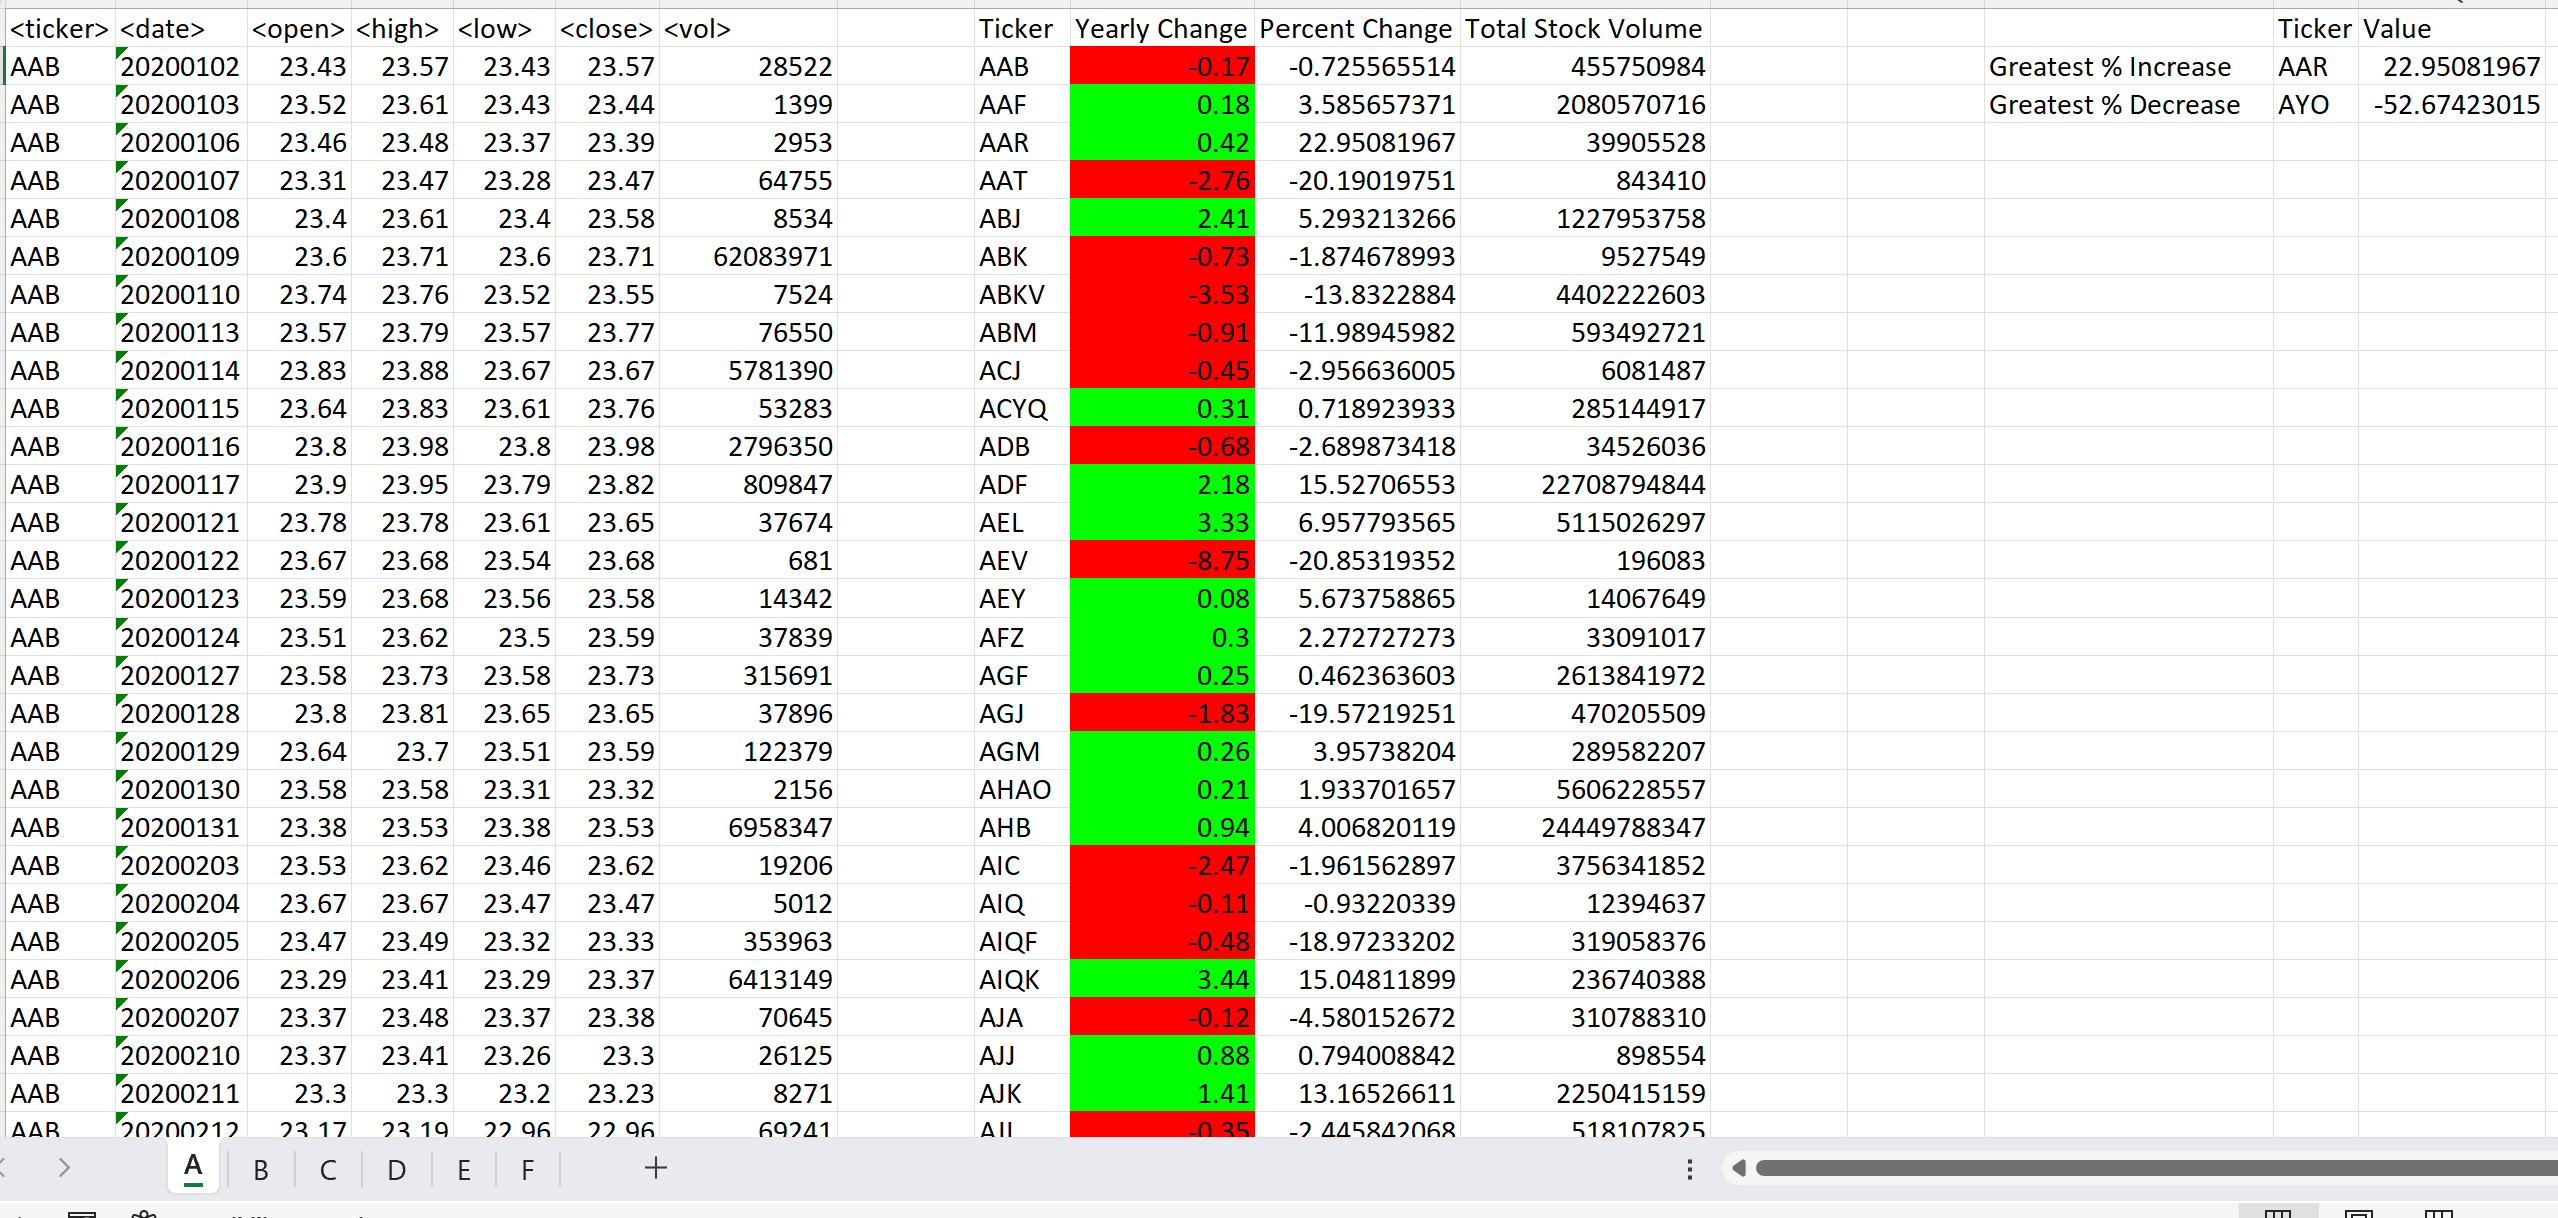 <ticker> <date> <open> <high> <low> <close> <vol> Ticker Yearly Change Percent Change Total Stock Volume Ticker Value
AAB 20200102 23.43 23.57 23.43 23.57 28522 AAB -0.17 -0.725565514 455750984 Greatest % Increase AAR 22.95081967
AAB 20200103 23.52 23.61 23.43 23.44 1399 AAF 0.18 3.585657371 2080570716 Greatest % Decrease AYO -52.67423015
AAB 20200106 23.46 23.48 23.37 23.39 2953 AAR 0.42 22.95081967 39905528
AAB 20200107 23.31 23.47 23.28 23.47 64755 AAT -2.76 -20.19019751 843410
AAB 20200108 23.4 23.61 23.4 23.58 8534 ABJ 2.41 5.293213266 1227953758
AAB 20200109 23.6 23.71 23.6 23.71 62083971 ABK -0.73 -1.874678993 9527549
AAB 20200110 23.74 23.76 23.52 23.55 7524 ABKV -3.53 -13.8322884 4402222603
AAB 20200113 23.57 23.79 23.57 23.77 76550 ABM -0.91 -11.98945982 593492721
AAB 20200114 23.83 23.88 23.67 23.67 5781390 ACJ -0.45 -2.956636005 6081487
AAB 20200115 23.64 23.83 23.61 23.76 53283 ACYQ 0.31 0.718923933 285144917
AAB 20200116 23.8 23.98 23.8 23.98 2796350 ADB -0.68 -2.689873418 34526036
AAB 20200117 23.9 23.95 23.79 23.82 809847 ADF 2.18 15.52706553 22708794844
AAB 20200121 23.78 23.78 23.61 23.65 37674 AEL 3.33 6.957793565 5115026297
AAB 20200122 23.67 23.68 23.54 23.68 681 AEV -8.75 -20.85319352 196083
AAB 20200123 23.59 23.68 23.56 23.58 14342 AEY 0.08 5.673758865 14067649
AAB 20200124 23.51 23.62 23.5 23.59 37839 AFZ 0.3 2.272727273 33091017
AAB 20200127 23.58 23.73 23.58 23.73 315691 AGF 0.25 0.462363603 2613841972
AAB 20200128 23.8 23.81 23.65 23.65 37896 AGJ -1.83 -19.57219251 470205509
AAB 20200129 23.64 23.7 23.51 23.59 122379 AGM 0.26 3.95738204 289582207
AAB 20200130 23.58 23.58 23.31 23.32 2156 AHAO 0.21 1.933701657 5606228557
AAB 20200131 23.38 23.53 23.38 23.53 6958347 AHB 0.94 4.006820119 24449788347
AAB 20200203 23.53 23.62 23.46 23.62 19206 AIC -2.47 -1.961562897 3756341852
AAB 20200204 23.67 23.67 23.47 23.47 5012 AIQ -0.11 -0.93220339 12394637
AAB 20200205 23.47 23.49 23.32 23.33 353963 AIQF -0.48 -18.97233202 319058376
AAB 20200206 23.29 23.41 23.29 23.37 6413149 AIQK 3.44 15.04811899 236740388
AAB 20200207 23.37 23.48 23.37 23.38 70645 AJA -0.12 -4.580152672 310788310
AAB 20200210 23.37 23.41 23.26 23.3 26125 AJJ 0.88 0.794008842 898554
AAB 20200211 23.3 23.3 23.2 23.23 8271 AJK 1.41 13.16526611 2250415159
AAB 20200212 23.17 23.19 22.96 22.96 69241 -0.35 -2.445842068 518107825
A B C D E F